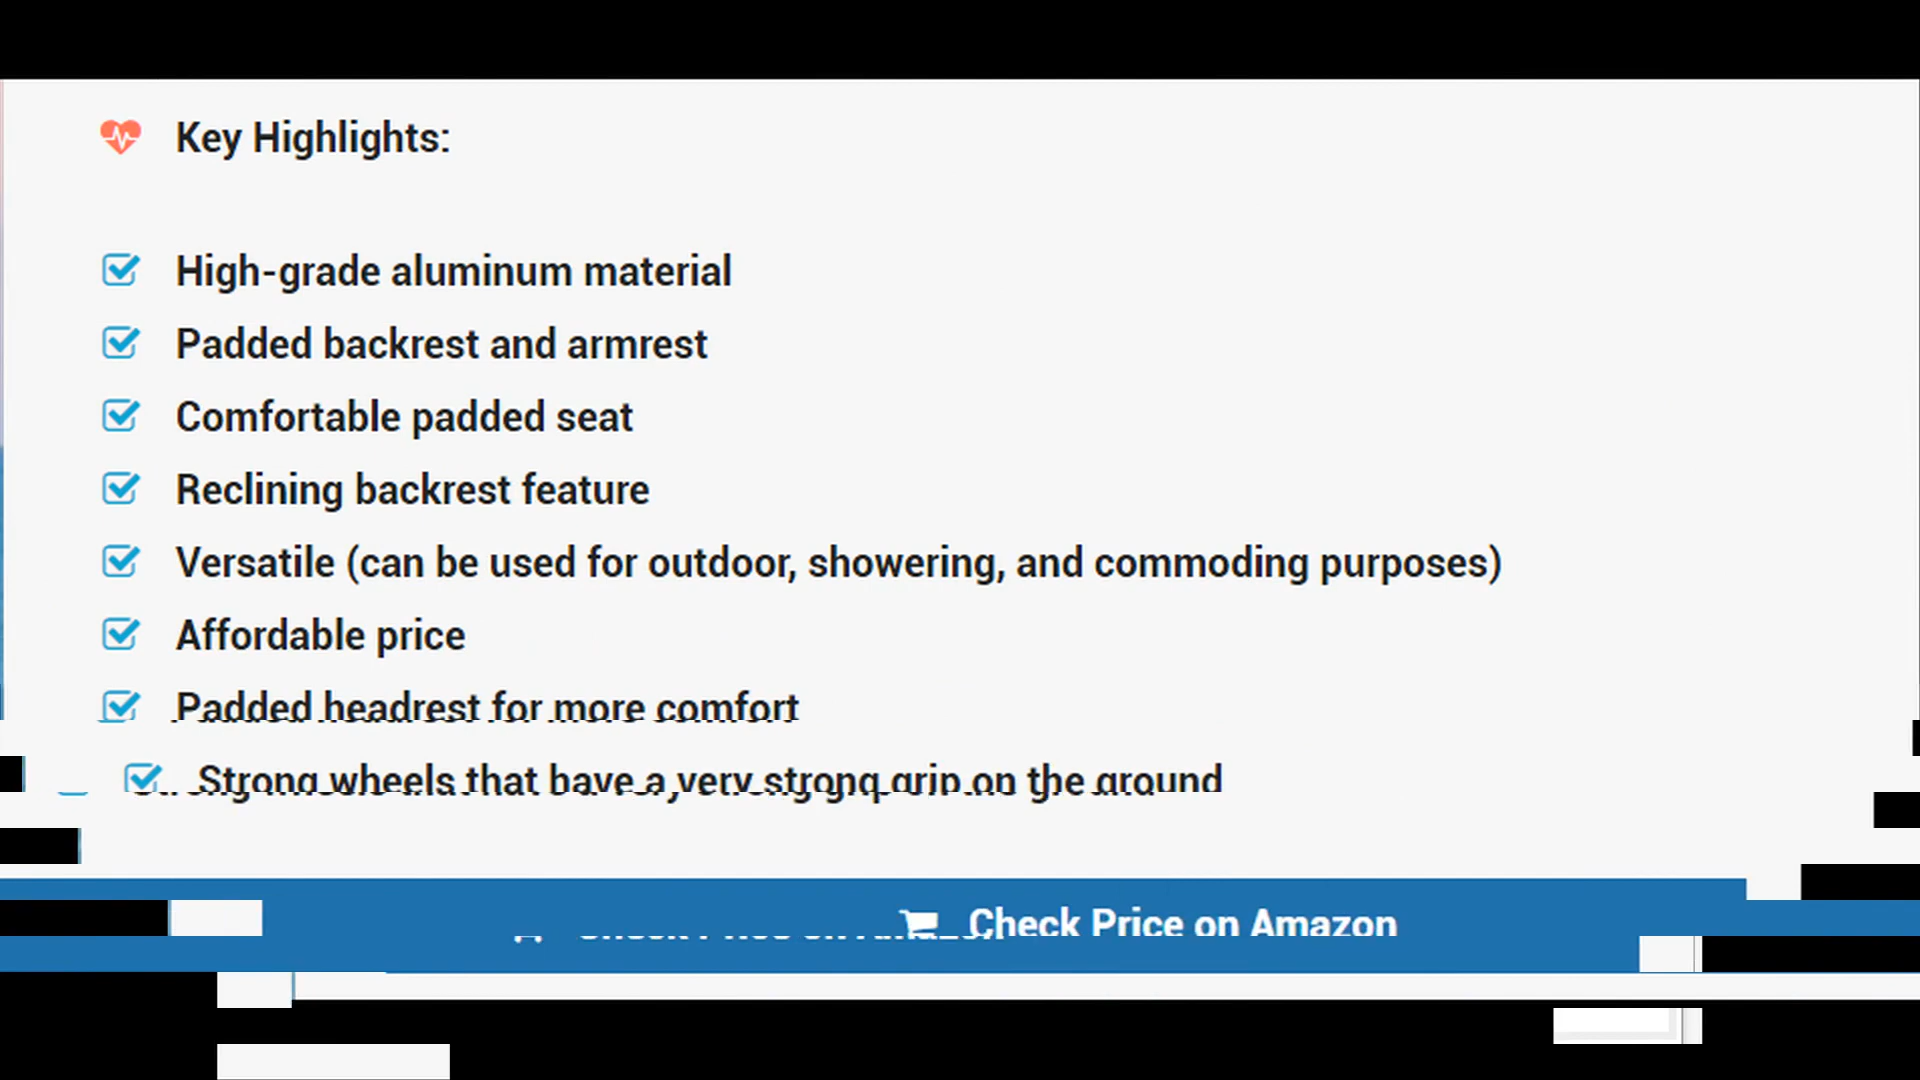 Key Highlights:
High-grade aluminum material
Padded backrest and armrest
Comfortable padded seat
Reclining backrest feature
Versatile (can be used for outdoor, showering, and commoding purposes)
Affordable price
Padded headrest for more comfort
Strong wheels that have a very strong grip on the ground
Check Price on Amazon